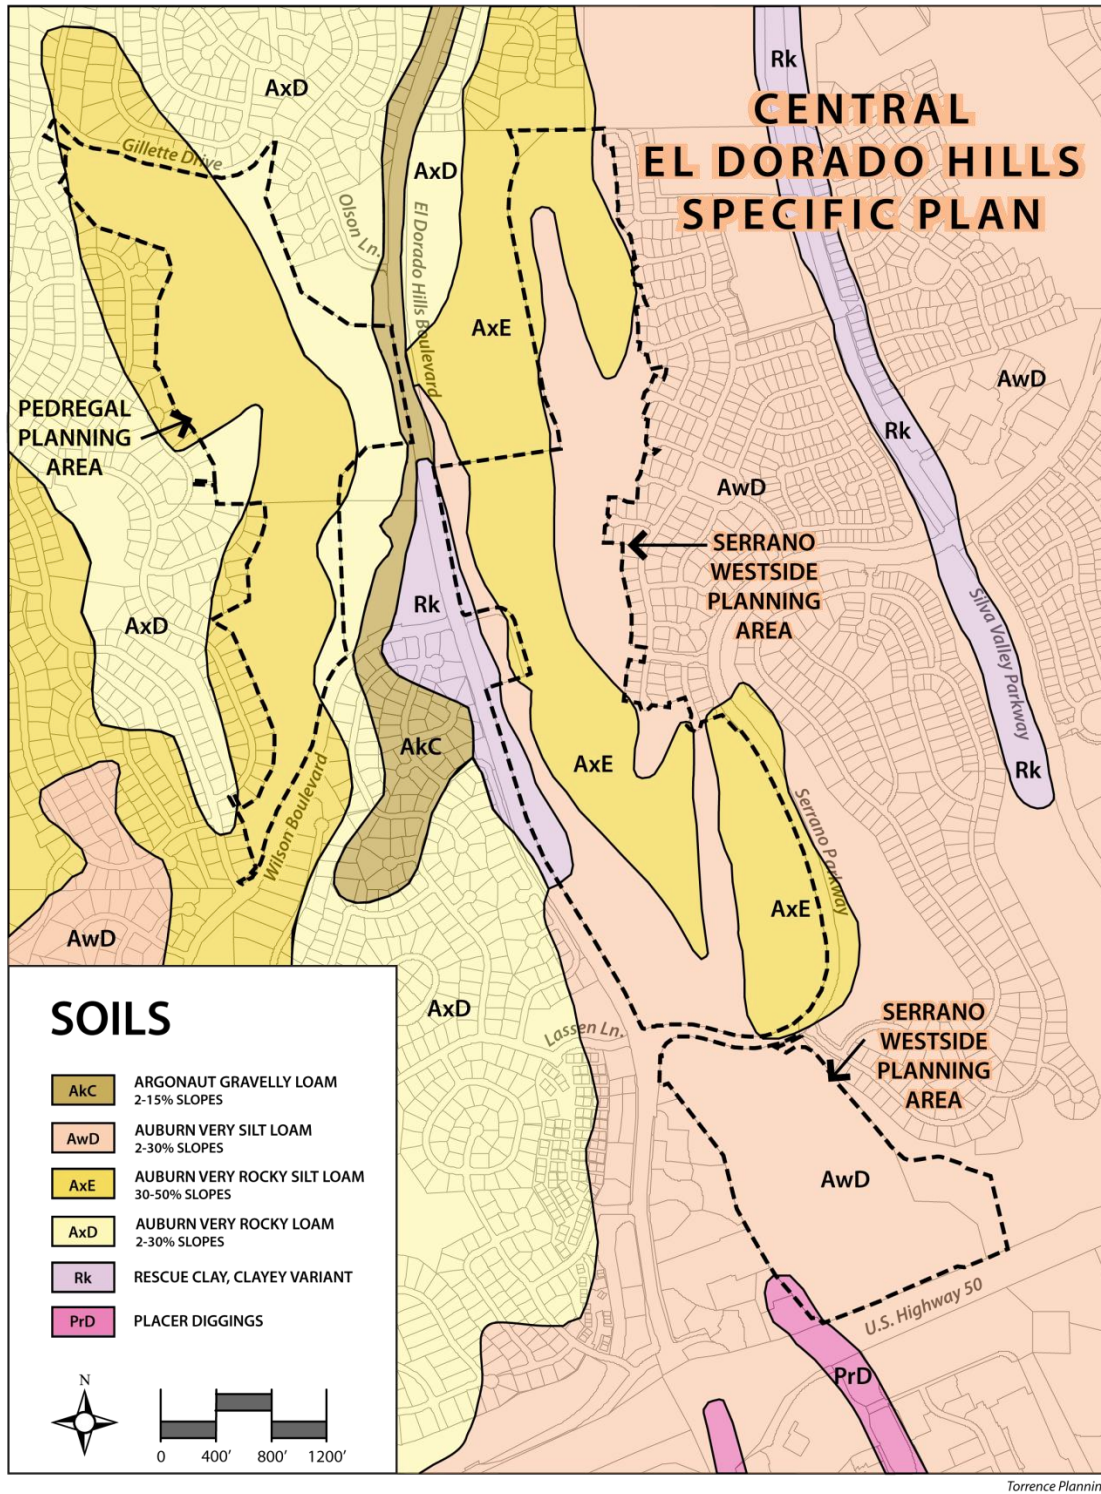 Rk
AxD
CENTRAL
EL DORADO HILLS
SPECIFIC PLAN
Gillette Drive
AxD
Olson Ln.
El Dorado Hills Boulevard
AxE
AwD
PEDREGAL
PLANNING
AREA
Rk
AwD
SERRANO
WESTSIDE
PLANNING
AREA
Rk
AxD
Silva Valley Parkway
AkC
AxE
Rk
Wilson Boulevard
Serrano Parkway
AxE
AwD
AxD
Lassen Ln.
SERRANO
WESTSIDE
PLANNING
AREA
AwD
U.S. Highway 50
PrD
SOILS
AkC ARGONAUT GRAVELLY LOAM
2-15% SLOPES
AwD AUBURN VERY SILT LOAM
2-30% SLOPES
AxE AUBURN VERY ROCKY SILT LOAM
30-50% SLOPES
AxD AUBURN VERY ROCKY LOAM
2-30% SLOPES
Rk RESCUE CLAY, CLAYEY VARIANT
PrD PLACER DIGGINGS
N
0 400' 800' 1200'
Torrence Plannin